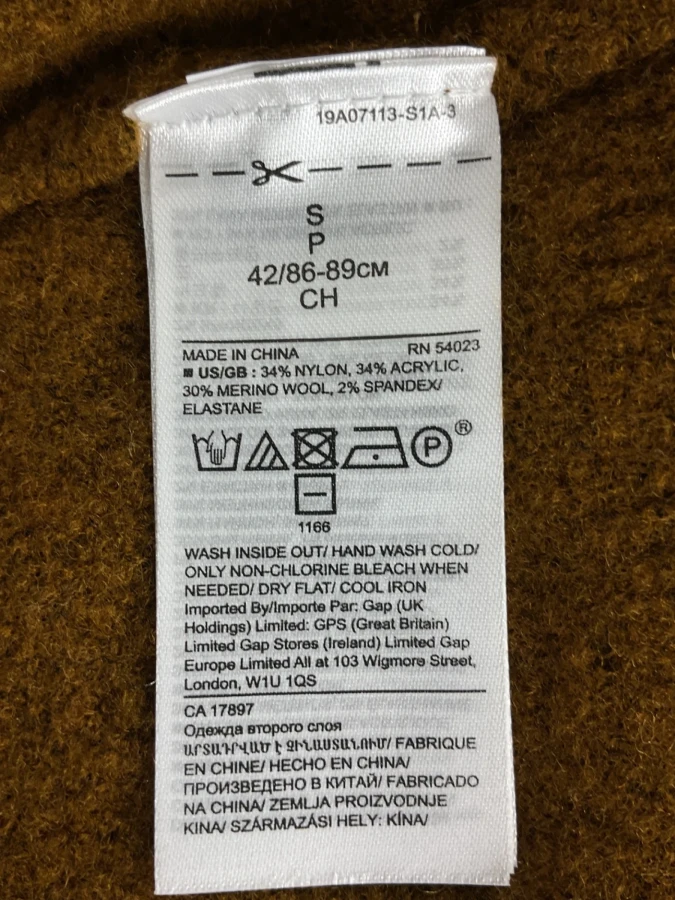 19A07113-S1A-3
S
P
42/86-89CM
CH
MADE IN CHINA RN 54023
US/GB : 34% NYLON, 34% ACRYLIC,
30% MERINO WOOL, 2% SPANDEX/
ELASTANE
P ®
1166
WASH INSIDE OUT/ HAND WASH COLD/
ONLY NON-CHLORINE BLEACH WHEN
NEEDED/ DRY FLAT/ COOL IRON
Imported By/Importe Par: Gap (UK
Holdings) Limited: GPS (Great Britain)
Limited Gap Stores (Ireland) Limited Gap
Europe Limited All at 103 Wigmore Street,
London, W1U 1QS
CA 17897
Одежда второго слоя
ԱՐՏԱԴՐՎԱԾ Է ՉԻՆԱՍՏԱՆՈՒՄ/ FABRIQUE
EN CHINE/ HECHO EN CHINA/
ПРОИЗВЕДЕНО В КИТАЙ/ FABRICADO
NA CHINA/ ZEMLJA PROIZVODNJE
KINA/ SZÁRMAZÁSI HELY: KÍNA/